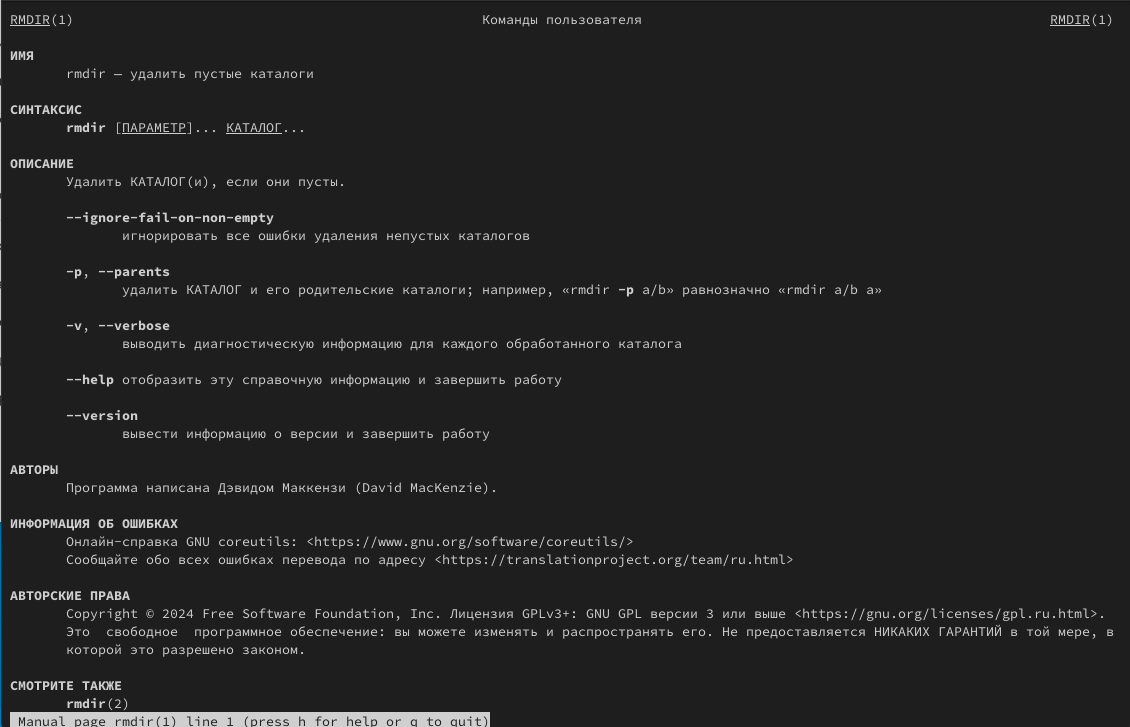 RMDIR(1) Команды пользователя RMDIR(1)
ИМЯ
rmdir — удалить пустые каталоги
СИНТАКСИС
rmdir [ПАРАМЕТР]... КАТАЛОГ...
ОПИСАНИЕ
Удалить КАТАЛОГ(и), если они пусты.
--ignore-fail-on-non-empty
игнорировать все ошибки удаления непустых каталогов
-p, --parents
удалить КАТАЛОГ и его родительские каталоги; например, «rmdir -p a/b» равнозначно «rmdir a/b a»
-v, --verbose
выводить диагностическую информацию для каждого обработанного каталога
--help отобразить эту справочную информацию и завершить работу
--version
вывести информацию о версии и завершить работу
АВТОРЫ
Программа написана Дэвидом Маккензи (David MacKenzie).
ИНФОРМАЦИЯ ОБ ОШИБКАХ
Онлайн-справка GNU coreutils: <https://www.gnu.org/software/coreutils/>
Сообщайте обо всех ошибках перевода по адресу <https://translationproject.org/team/ru.html>
АВТОРСКИЕ ПРАВА
Copyright © 2024 Free Software Foundation, Inc. Лицензия GPLv3+: GNU GPL версии 3 или выше <https://gnu.org/licenses/gpl.ru.html>.
Это свободное программное обеспечение: вы можете изменять и распространять его. Не предоставляется НИКАКИХ ГАРАНТИЙ в той мере, в
которой это разрешено законом.
СМОТРИТЕ ТАКЖЕ
rmdir(2)
Manual page rmdir(1) line 1 (press h for help or q to quit)